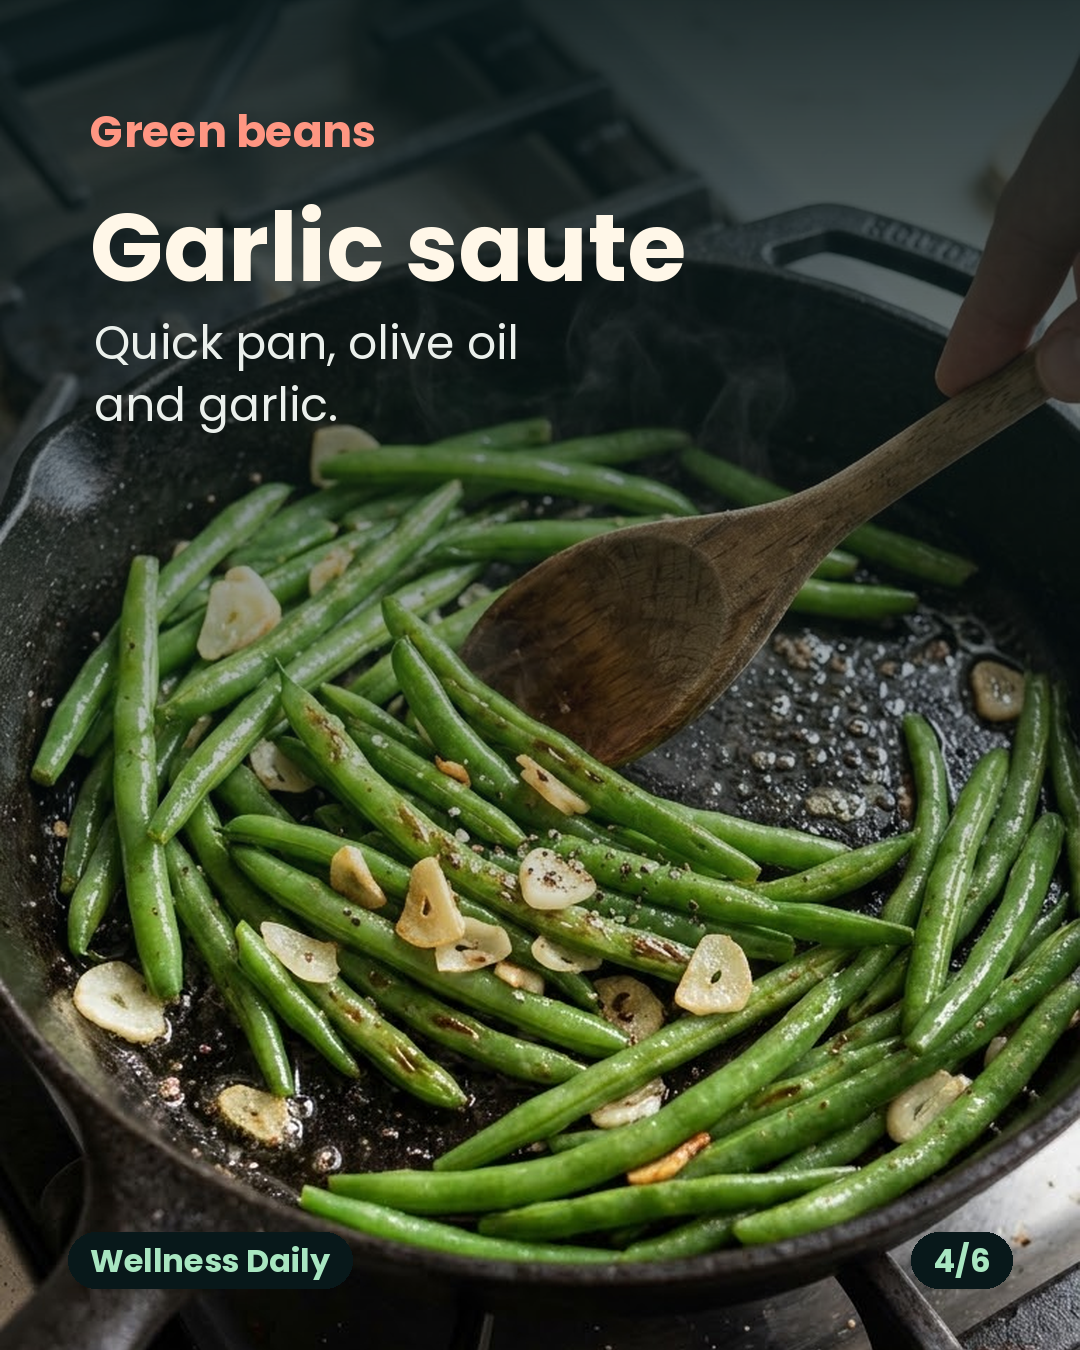 Green beans
Garlic saute
Quick pan, olive oil
and garlic.
Wellness Daily
4/6